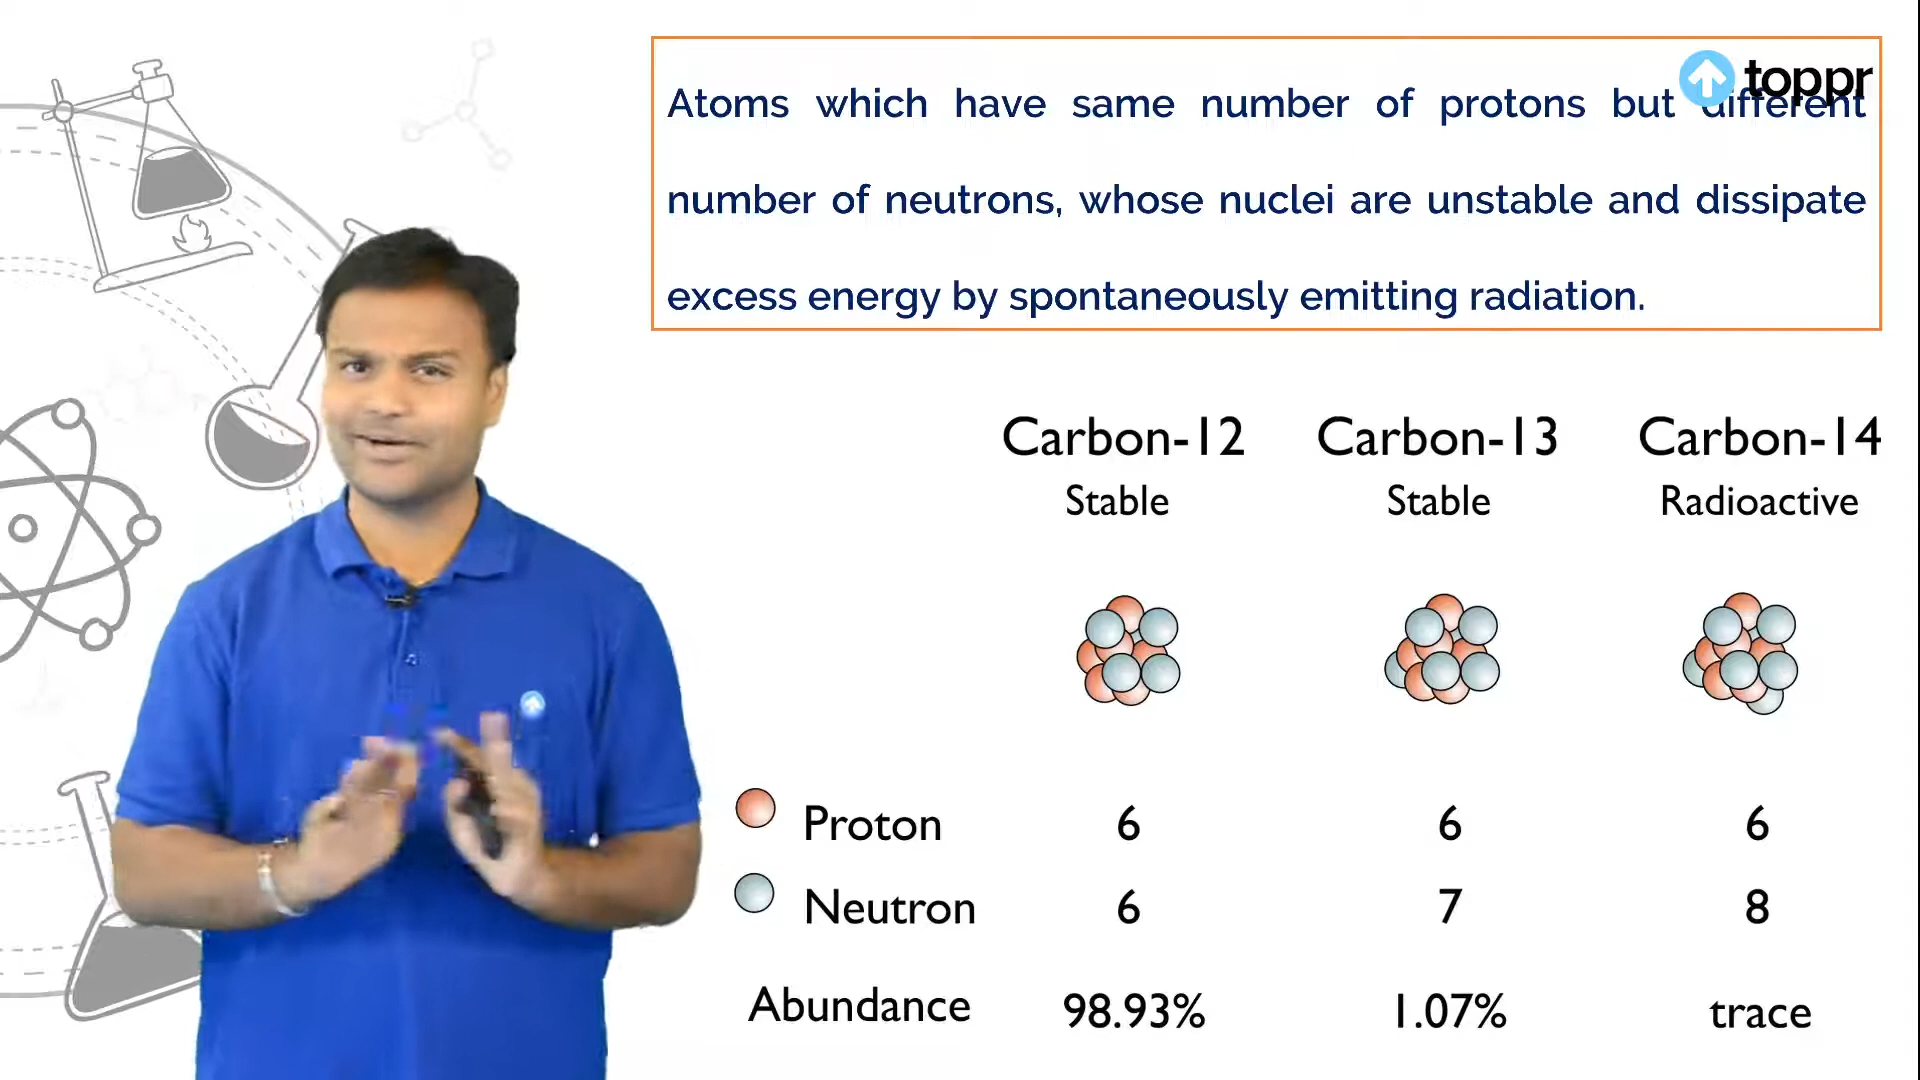 toppr
Atoms which have same number of protons but different
number of neutrons, whose nuclei are unstable and dissipate
excess energy by spontaneously emitting radiation.
Carbon-12 Carbon-13 Carbon-14
Stable Stable Radioactive
Proton 6 6 6
Neutron 6 7 8
Abundance 98.93% 1.07% trace